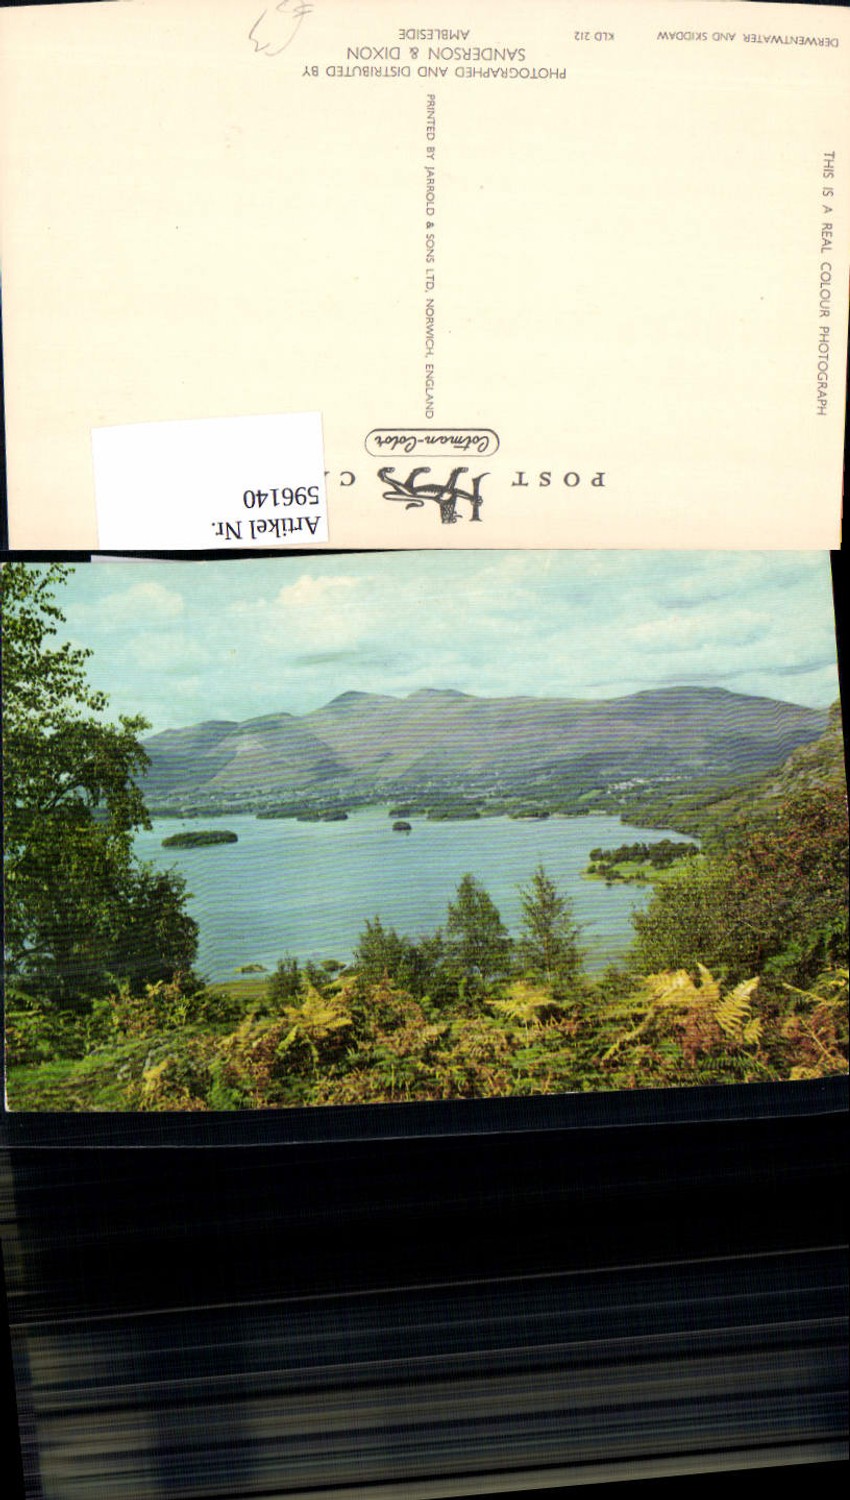 DERWENTWATER AND SKIDDAW KLD 212
PHOTOGRAPHED AND DISTRIBUTED BY
SANDERSON & DIXON
AMBLESIDE
THIS IS A REAL COLOUR PHOTOGRAPH
PRINTED BY JARROLD & SONS LTD, NORWICH, ENGLAND
Cotman-Color
POST C
Artikel Nr.
596140